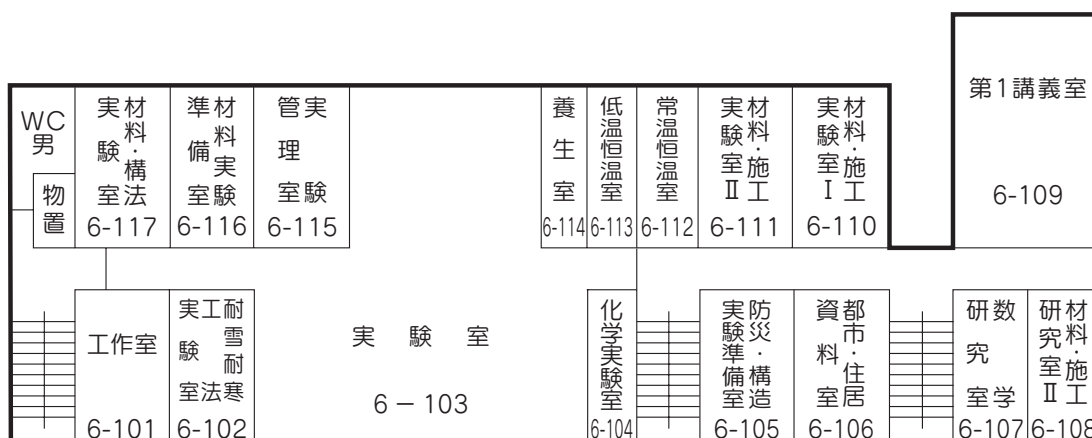 第1講義室
6-109
WC
男
物置
材料・構法
実験室
6-117
材料実験
準備室
6-116
実験
管理室
6-115
養生室
6-114
低温恒温室
6-113
常温恒温室
6-112
材料・施工
実験室Ⅱ
6-111
材料・施工
実験室Ⅰ
6-110
工作室
6-101
耐雪耐寒
工法
実験室
6-102
実験室
6-103
化学実験室
6-104
防災・構造
実験準備室
6-105
都市・住居
資料室
6-106
数学
研究室
6-107
材料・施工
研究室Ⅱ
6-108